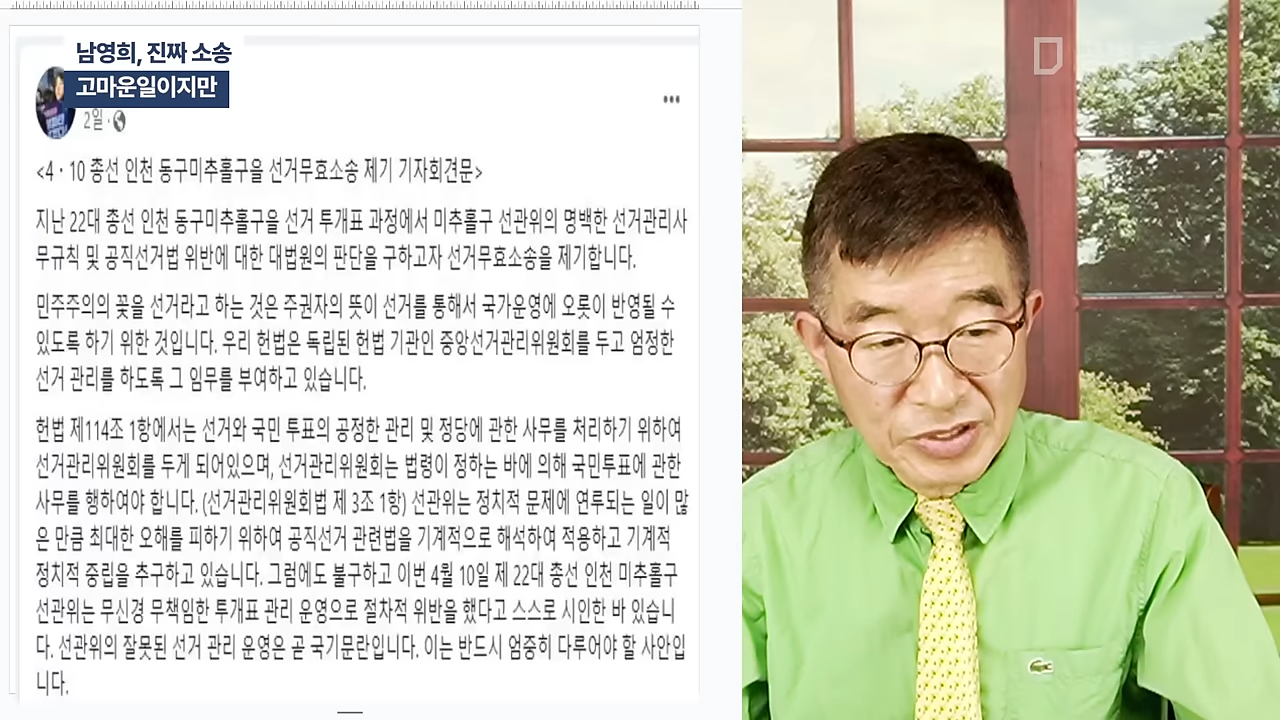 남영희, 진짜 소송
고마운일이지만
2일 ·
<4 · 10 총선 인천 동구미추홀구을 선거무효소송 제기 기자회견문>
지난 22대 총선 인천 동구미추홀구을 선거 투개표 과정에서 미추홀구 선관위의 명백한 선거관리사
무규칙 및 공직선거법 위반에 대한 대법원의 판단을 구하고자 선거무효소송을 제기합니다.
민주주의의 꽃을 선거라고 하는 것은 주권자의 뜻이 선거를 통해서 국가운영에 오롯이 반영될 수
있도록 하기 위한 것입니다. 우리 헌법은 독립된 헌법 기관인 중앙선거관리위원회를 두고 엄정한
선거 관리를 하도록 그 임무를 부여하고 있습니다.
헌법 제114조 1항에서는 선거와 국민 투표의 공정한 관리 및 정당에 관한 사무를 처리하기 위하여
선거관리위원회를 두게 되어있으며, 선거관리위원회는 법령이 정하는 바에 의해 국민투표에 관한
사무를 행하여야 합니다. (선거관리위원회법 제 3조 1항) 선관위는 정치적 문제에 연루되는 일이 많
은 만큼 최대한 오해를 피하기 위하여 공직선거 관련법을 기계적으로 해석하여 적용하고 기계적
정치적 중립을 추구하고 있습니다. 그럼에도 불구하고 이번 4월 10일 제 22대 총선 인천 미추홀구
선관위는 무신경 무책임한 투개표 관리 운영으로 절차적 위반을 했다고 스스로 시인한 바 있습니
다. 선관위의 잘못된 선거 관리 운영은 곧 국기문란입니다. 이는 반드시 엄중히 다루어야 할 사안입
니다.